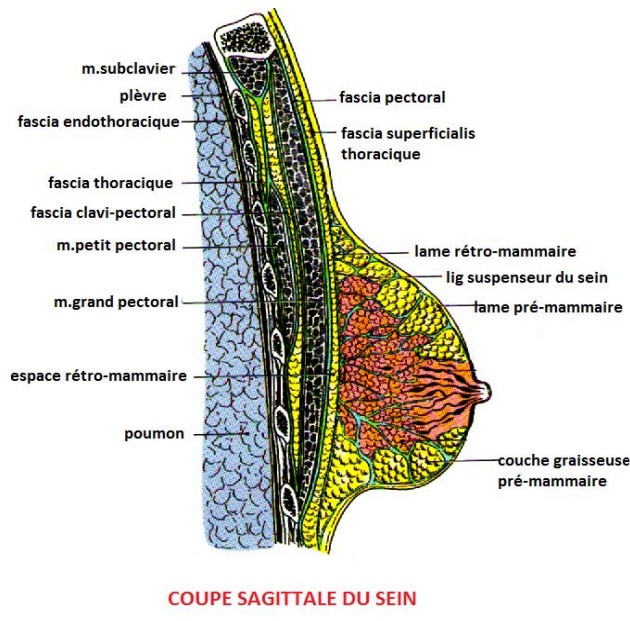 m.subclavier
plèvre
fascia endothoracique
fascia thoracique
fascia clavi-pectoral
m.petit pectoral
m.grand pectoral
espace rétro-mammaire
poumon
fascia pectoral
fascia superficialis
thoracique
lame rétro-mammaire
lig suspenseur du sein
lame pré-mammaire
couche graisseuse
pré-mammaire
COUPE SAGITTALE DU SEIN